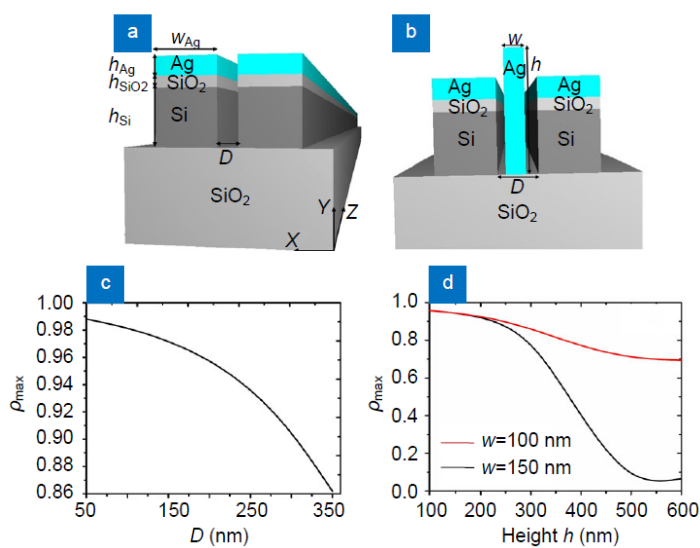 a
w_Ag
h_Ag
Ag
h_SiO2
SiO₂
h_Si
Si
D
SiO₂
Y
Z
X
b
w
h
Ag
Ag
Ag
SiO₂
SiO₂
Si
Si
D
SiO₂
c
1.00
0.98
0.96
0.94
0.92
0.90
0.88
0.86
ρmax
50 150 250 350
D (nm)
d
1.0
0.8
0.6
0.4
0.2
0.0
ρmax
w=100 nm
w=150 nm
100 200 300 400 500 600
Height h (nm)